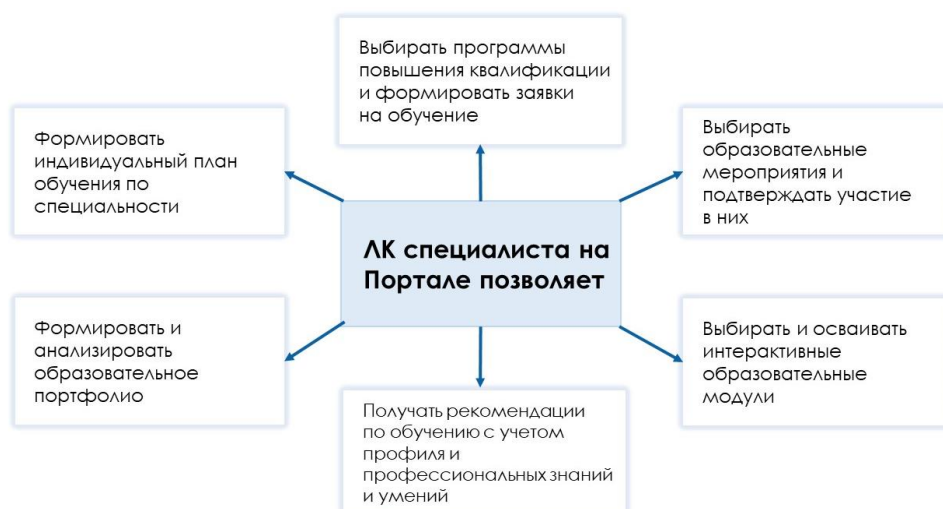 Выбирать программы
повышения квалификации
и формировать заявки
на обучение
Формировать
индивидуальный план
обучения по
специальности
Выбирать
образовательные
мероприятия и
подтверждать участие
в них
ЛК специалиста на
Портале позволяет
Формировать и
анализировать
образовательное
портфолио
Выбирать и осваивать
интерактивные
образовательные
модули
Получать рекомендации
по обучению с учетом
профиля и
профессиональных знаний
и умений